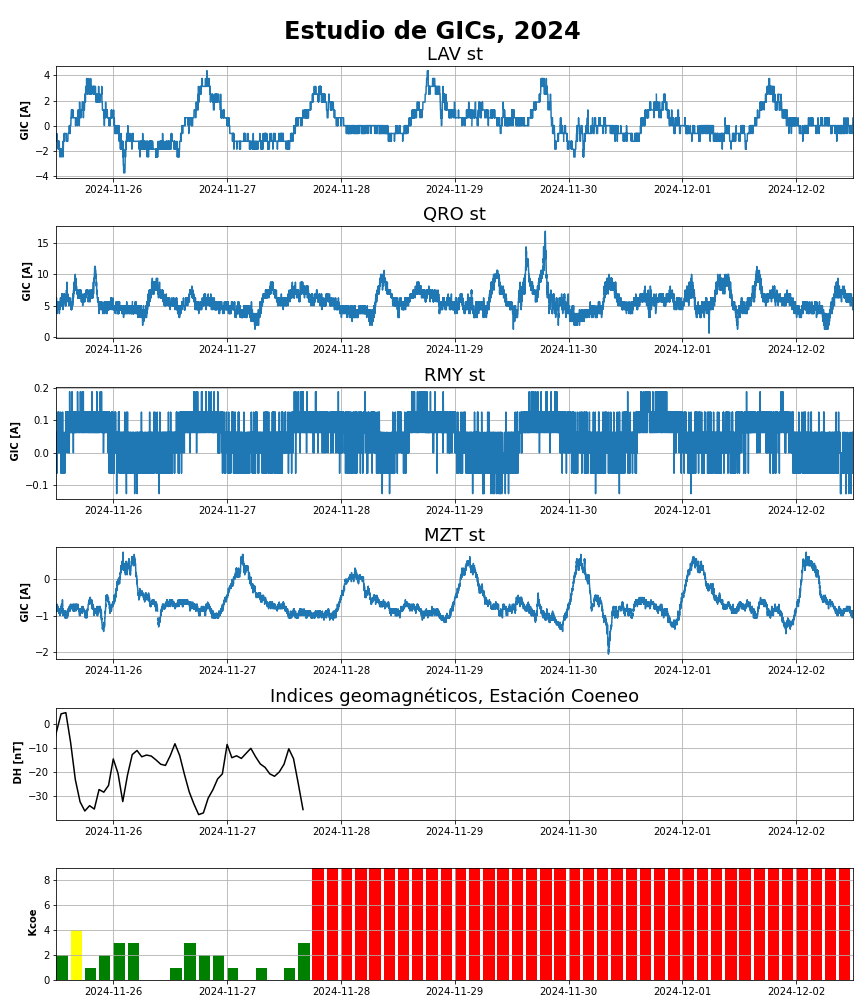 Estudio de GICs, 2024
LAV st
GIC [A]
4
2
0
−2
−4
2024-11-26 2024-11-27 2024-11-28 2024-11-29 2024-11-30 2024-12-01 2024-12-02
QRO st
GIC [A]
15
10
5
0
2024-11-26 2024-11-27 2024-11-28 2024-11-29 2024-11-30 2024-12-01 2024-12-02
RMY st
GIC [A]
0.2
0.1
0.0
−0.1
2024-11-26 2024-11-27 2024-11-28 2024-11-29 2024-11-30 2024-12-01 2024-12-02
MZT st
GIC [A]
0
−1
−2
2024-11-26 2024-11-27 2024-11-28 2024-11-29 2024-11-30 2024-12-01 2024-12-02
Indices geomagnéticos, Estación Coeneo
DH [nT]
0
−10
−20
−30
2024-11-26 2024-11-27 2024-11-28 2024-11-29 2024-11-30 2024-12-01 2024-12-02
Kcoe
8
6
4
2
0
2024-11-26 2024-11-27 2024-11-28 2024-11-29 2024-11-30 2024-12-01 2024-12-02